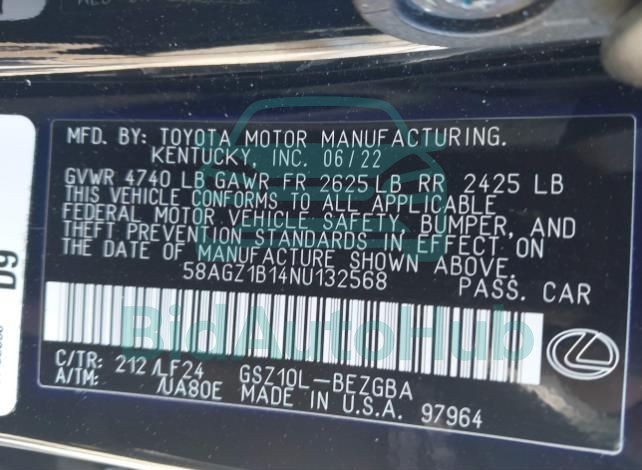 MFD. BY: TOYOTA MOTOR MANUFACTURING.
KENTUCKY, INC. 06/22
GVWR 4740 LB GAWR FR 2625 LB RR 2425 LB
THIS VEHICLE CONFORMS TO ALL APPLICABLE
FEDERAL MOTOR VEHICLE SAFETY, BUMPER, AND
THEFT PREVENTION STANDARDS IN EFFECT ON
THE DATE OF MANUFACTURE SHOWN ABOVE.
58AGZ1B14NU132568 PASS. CAR
BidAutoHub
C/TR: 212 /LF24 GSZ10L-BEZGBA
A/TM: /UA80E MADE IN U.S.A. 97964
D9